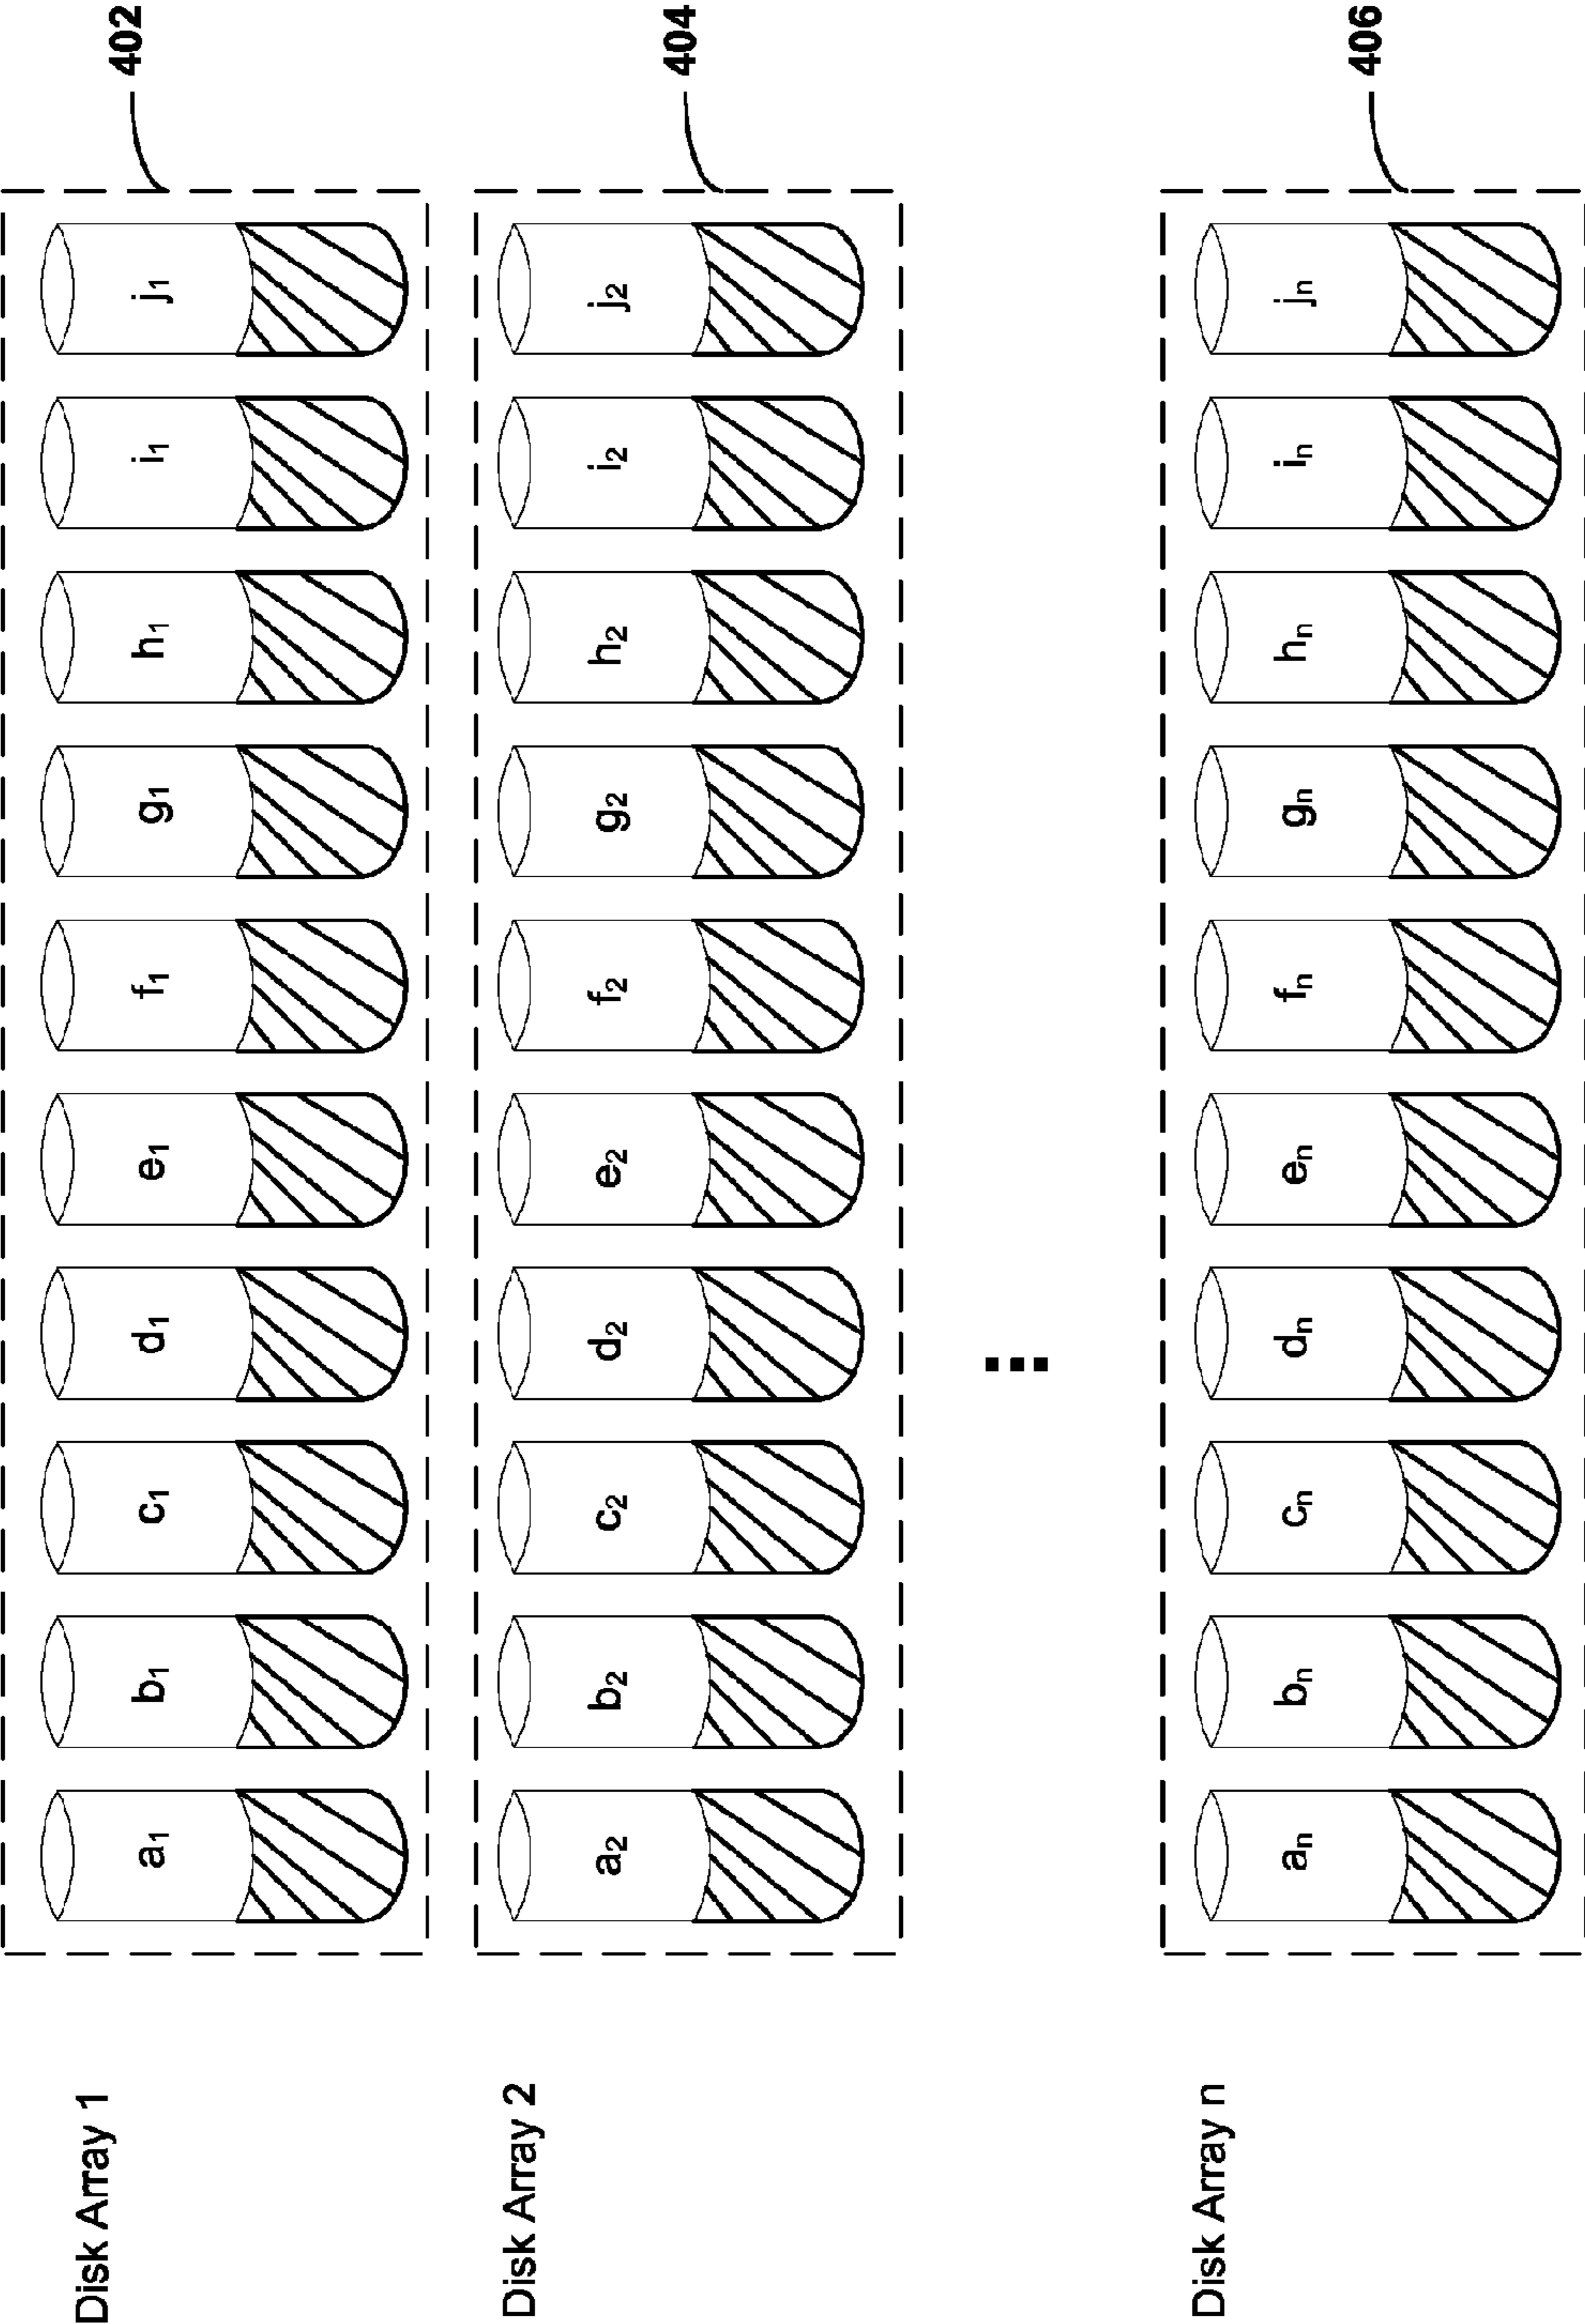 Disk Array 1 a₁ b₁ c₁ d₁ e₁ f₁ g₁ h₁ i₁ j₁ 402
Disk Array 2 a₂ b₂ c₂ d₂ e₂ f₂ g₂ h₂ i₂ j₂ 404
Disk Array n aₙ bₙ cₙ dₙ eₙ fₙ gₙ hₙ iₙ jₙ 406